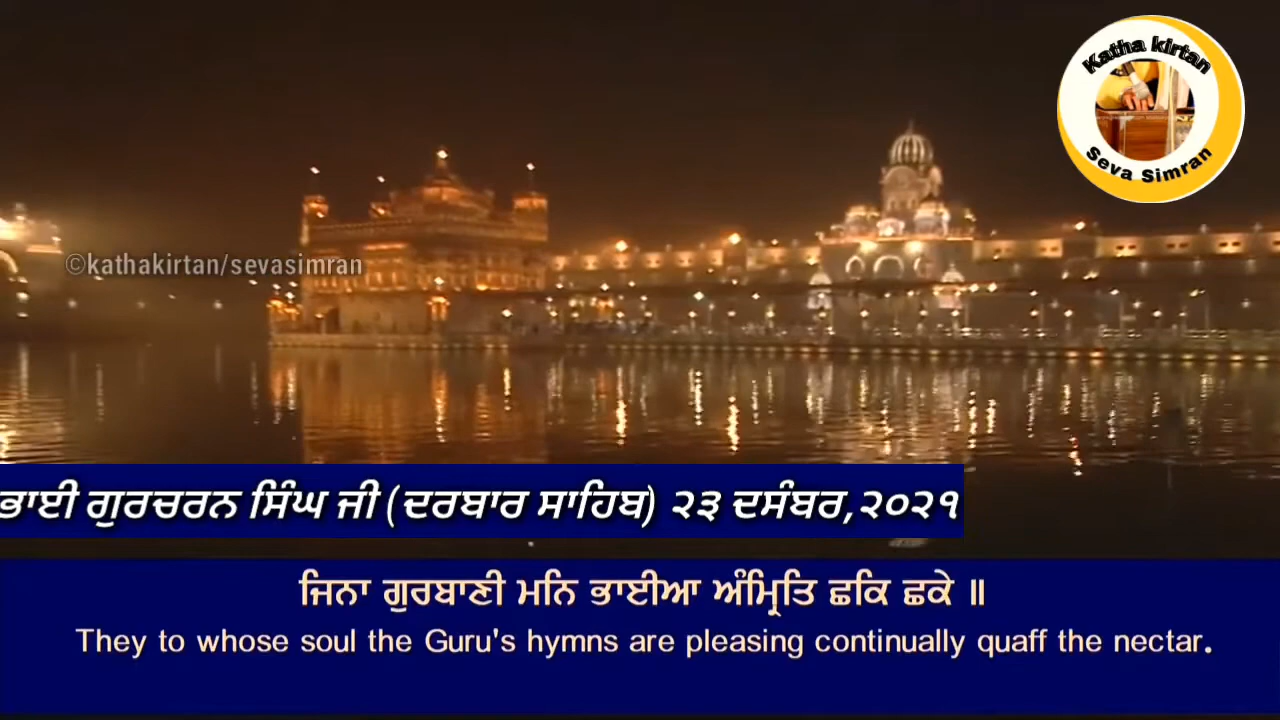 Katha kirtan
Seva Simran
©kathakirtan/sevasimran
ਭਾਈ ਗੁਰਚਰਨ ਸਿੰਘ ਜੀ (ਦਰਬਾਰ ਸਾਹਿਬ) ੨੩ ਦਸੰਬਰ,੨੦੨੧
ਜਿਨਾ ਗੁਰਬਾਣੀ ਮਨਿ ਭਾਈਆ ਅੰਮ੍ਰਿਤਿ ਛਕਿ ਛਕੇ ॥
They to whose soul the Guru's hymns are pleasing continually quaff the nectar.